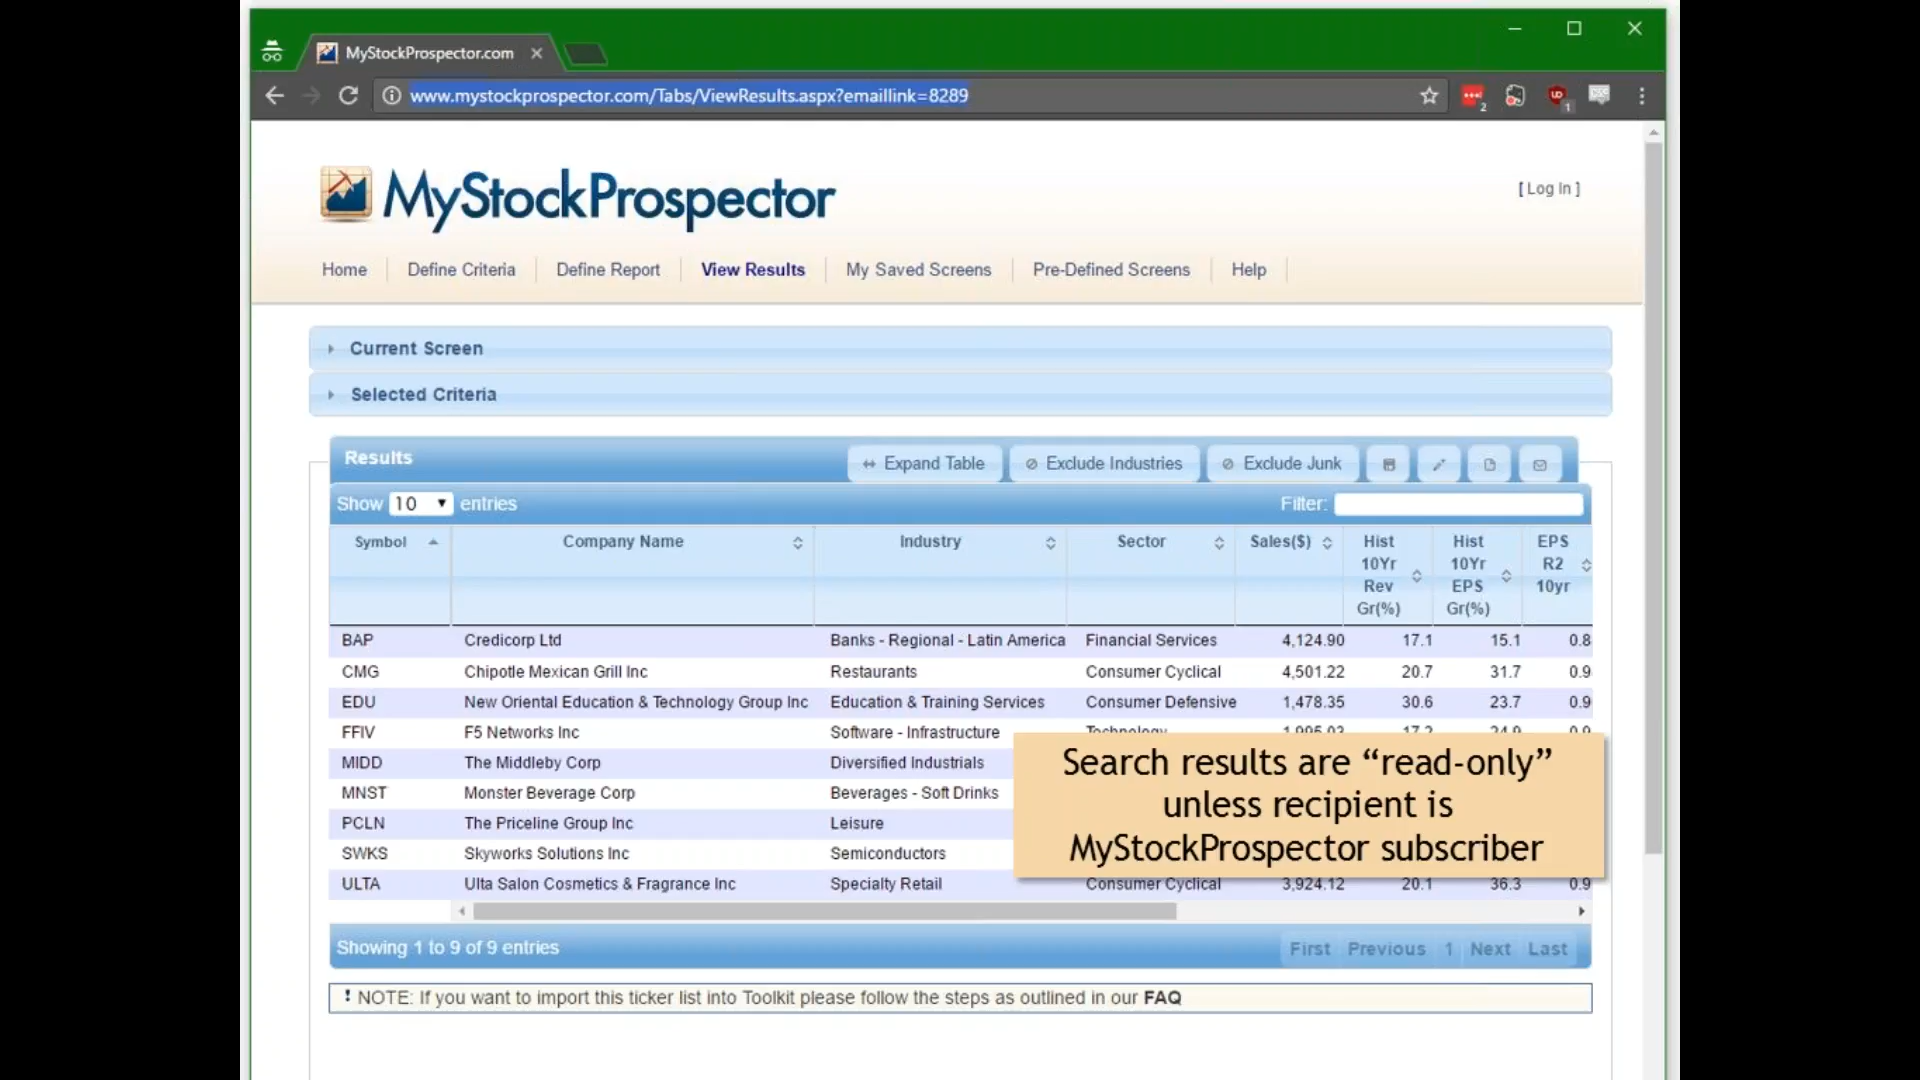 MyStockProspector.com
www.mystockprospector.com/Tabs/ViewResults.aspx?emaillink=8289
2
1
MyStockProspector
[ Log In ]
Home Define Criteria Define Report View Results My Saved Screens Pre-Defined Screens Help
Current Screen
Selected Criteria
Results Expand Table Exclude Industries Exclude Junk
Show 10 entries Filter:
Symbol Company Name Industry Sector Sales($) Hist 10Yr Rev Gr(%) Hist 10Yr EPS Gr(%) EPS R2 10yr
BAP Credicorp Ltd Banks - Regional - Latin America Financial Services 4,124.90 17.1 15.1 0.8
CMG Chipotle Mexican Grill Inc Restaurants Consumer Cyclical 4,501.22 20.7 31.7 0.9
EDU New Oriental Education & Technology Group Inc Education & Training Services Consumer Defensive 1,478.35 30.6 23.7 0.9
FFIV F5 Networks Inc Software - Infrastructure Technology
MIDD The Middleby Corp Diversified Industrials
MNST Monster Beverage Corp Beverages - Soft Drinks
PCLN The Priceline Group Inc Leisure
SWKS Skyworks Solutions Inc Semiconductors
ULTA Ulta Salon Cosmetics & Fragrance Inc Specialty Retail Consumer Cyclical 3,924.12 20.1 36.3 0.9
Search results are “read-only”
unless recipient is
MyStockProspector subscriber
Showing 1 to 9 of 9 entries First Previous 1 Next Last
! NOTE: If you want to import this ticker list into Toolkit please follow the steps as outlined in our FAQ